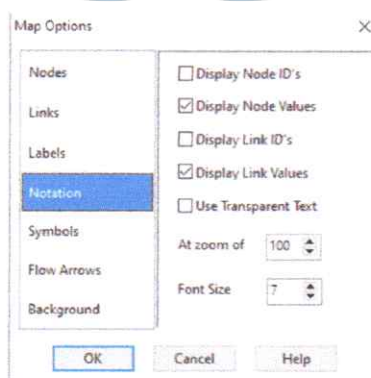 Map Options
Nodes
Links
Labels
Notation
Symbols
Flow Arrows
Background
Display Node ID's
Display Node Values
Display Link ID's
Display Link Values
Use Transparent Text
At zoom of 100
Font Size 7
OK Cancel Help